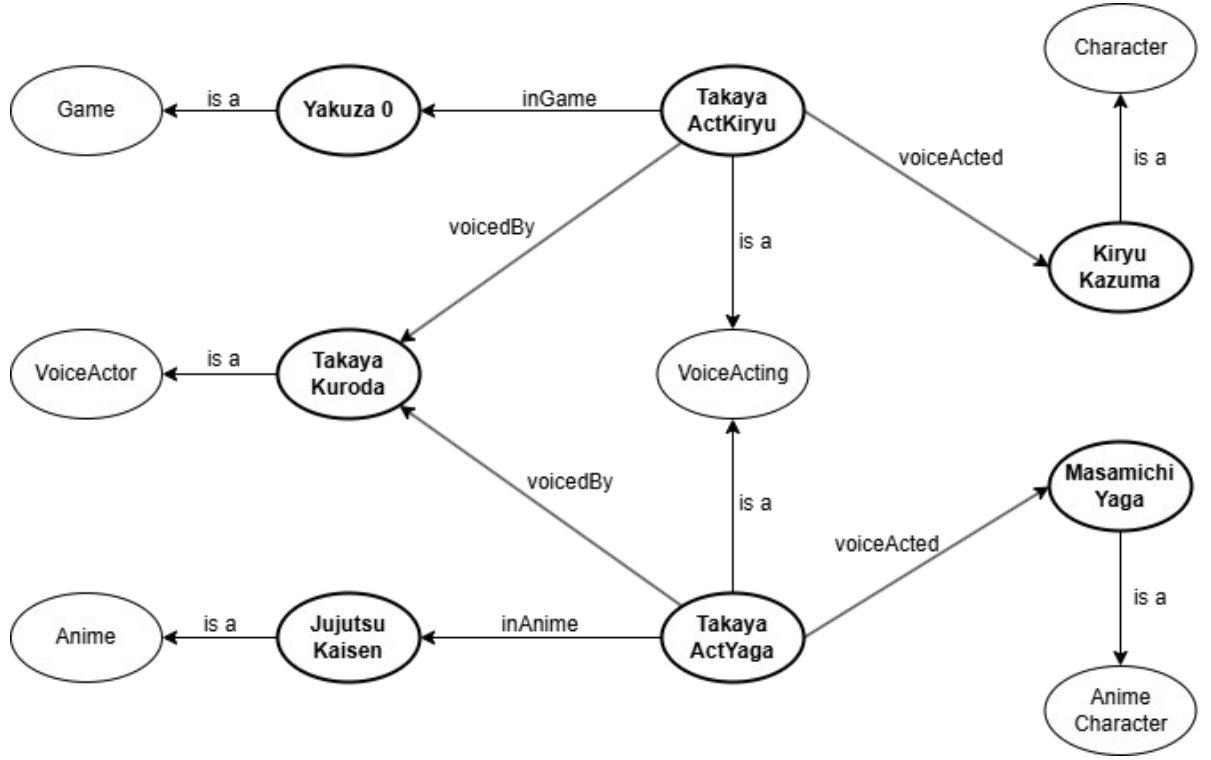 Character
Game
is a
Yakuza 0
inGame
Takaya
ActKiryu
voiceActed
is a
voicedBy
is a
Kiryu
Kazuma
VoiceActor
is a
Takaya
Kuroda
VoiceActing
voicedBy
is a
Masamichi
Yaga
voiceActed
Anime
is a
Jujutsu
Kaisen
inAnime
Takaya
ActYaga
is a
Anime
Character